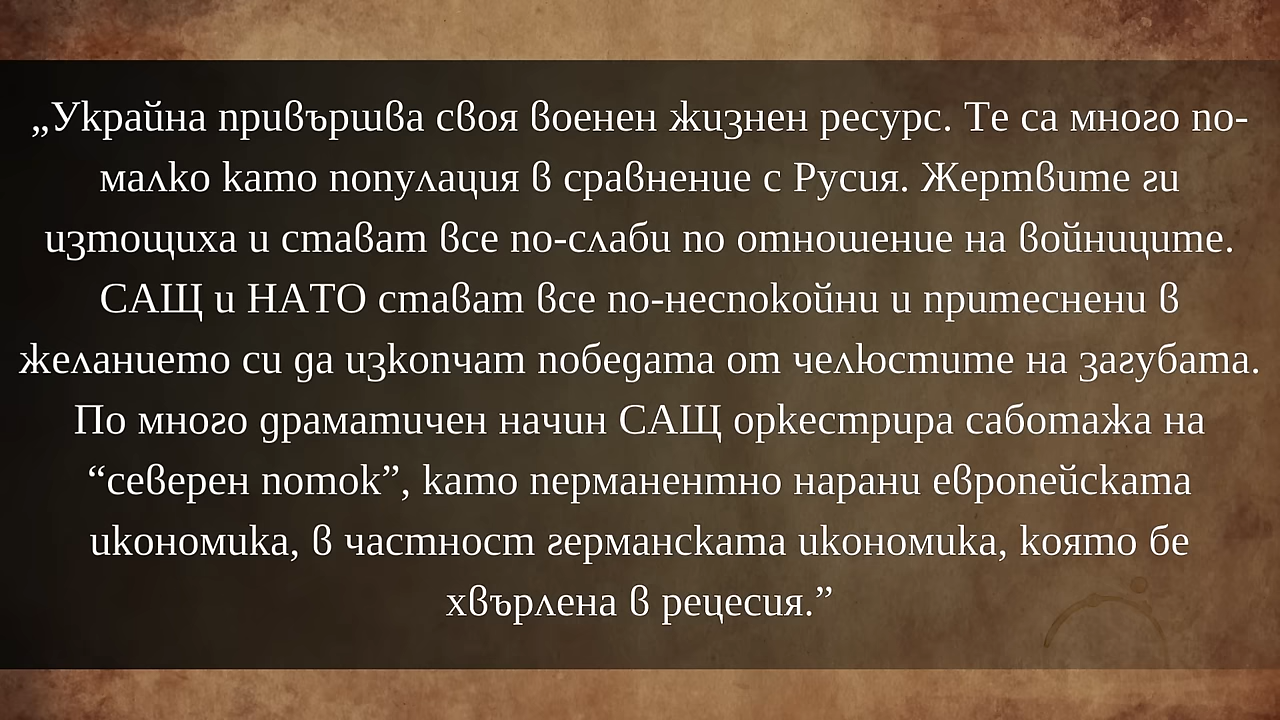 „Украйна привършва своя военен жизнен ресурс. Те са много по-
малко като популация в сравнение с Русия. Жертвите ги
изтощиха и стават все по-слаби по отношение на войниците.
САЩ и НАТО стават все по-неспокойни и притеснени в
желанието си да изкопчат победата от челюстите на загубата.
По много драматичен начин САЩ оркестрира саботажа на
“северен поток”, като перманентно нарани европейската
икономика, в частност германската икономика, която бе
хвърлена в рецесия.”